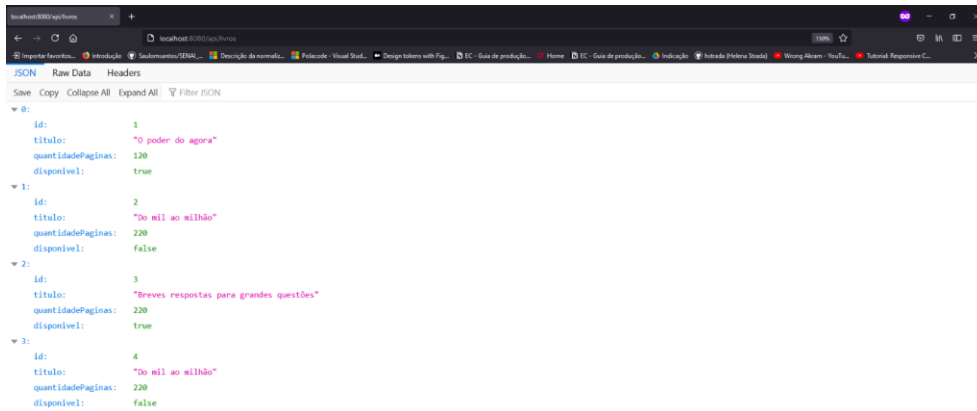 localhost:8080/api/livros × +
localhost:8080/api/livros 150%
Importar favoritos... Introdução Saulomsantos/SENAI_... Descrição da normaliz... Polacode - Visual Stud... Design tokens with Fig... EC - Guia de produção... Home EC - Guia de produção... Indicação hstrada (Helena Strada) Wrong Akram - YouTu... Tutorial: Responsive C...
JSON Raw Data Headers
Save Copy Collapse All Expand All Filter JSON
0:
id: 1
titulo: "O poder do agora"
quantidadePaginas: 120
disponivel: true
1:
id: 2
titulo: "Do mil ao milhão"
quantidadePaginas: 220
disponivel: false
2:
id: 3
titulo: "Breves respostas para grandes questões"
quantidadePaginas: 220
disponivel: true
3:
id: 4
titulo: "Do mil ao milhão"
quantidadePaginas: 220
disponivel: false